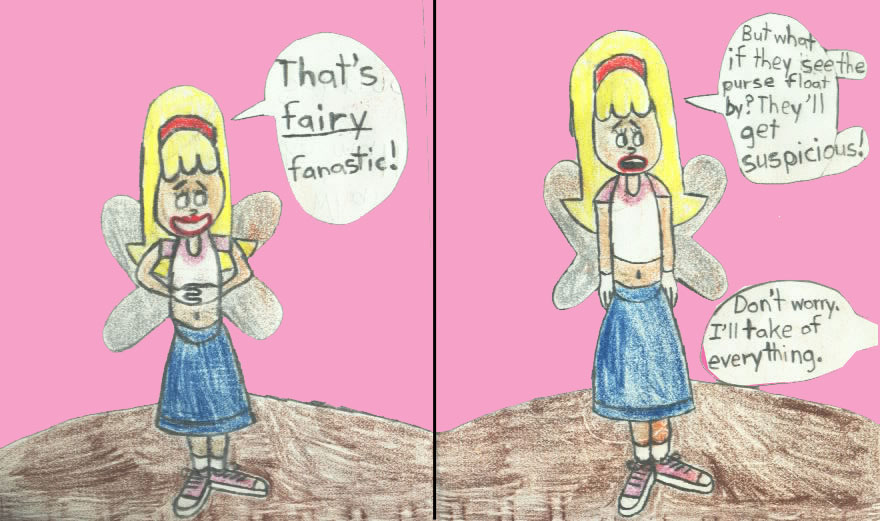 That's
fairy
fanastic!
But what
if they see the
purse float
by? They'll
get
suspicious!
Don't worry.
I'll take of
everything.